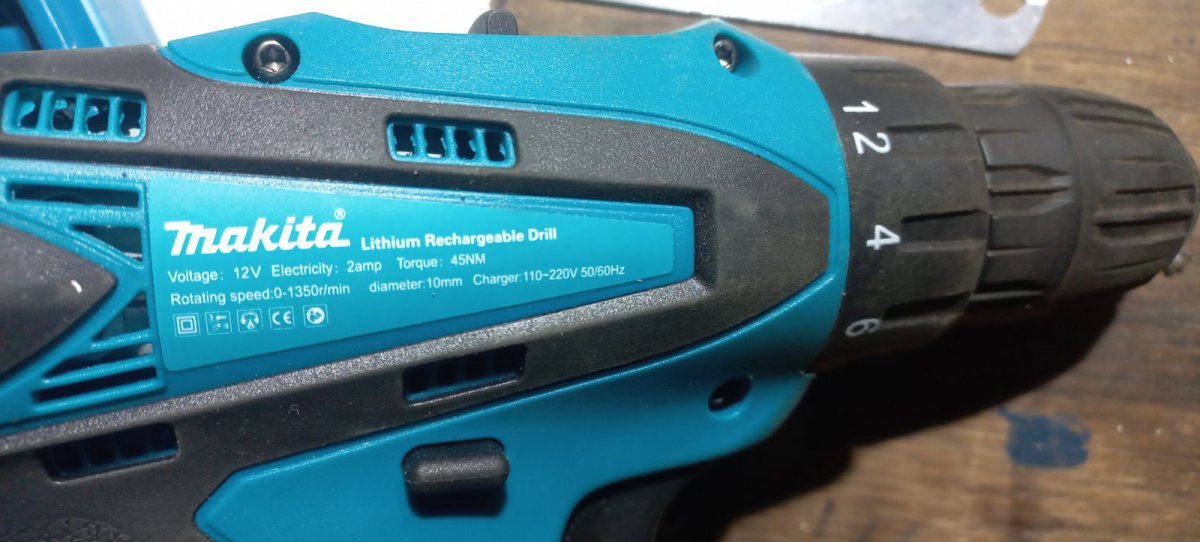 makita® Lithium Rechargeable Drill
Voltage: 12V Electricity: 2amp Torque: 45NM
Rotating speed:0-1350r/min diameter:10mm Charger:110~220V 50/60Hz
CE
1 2
4
6